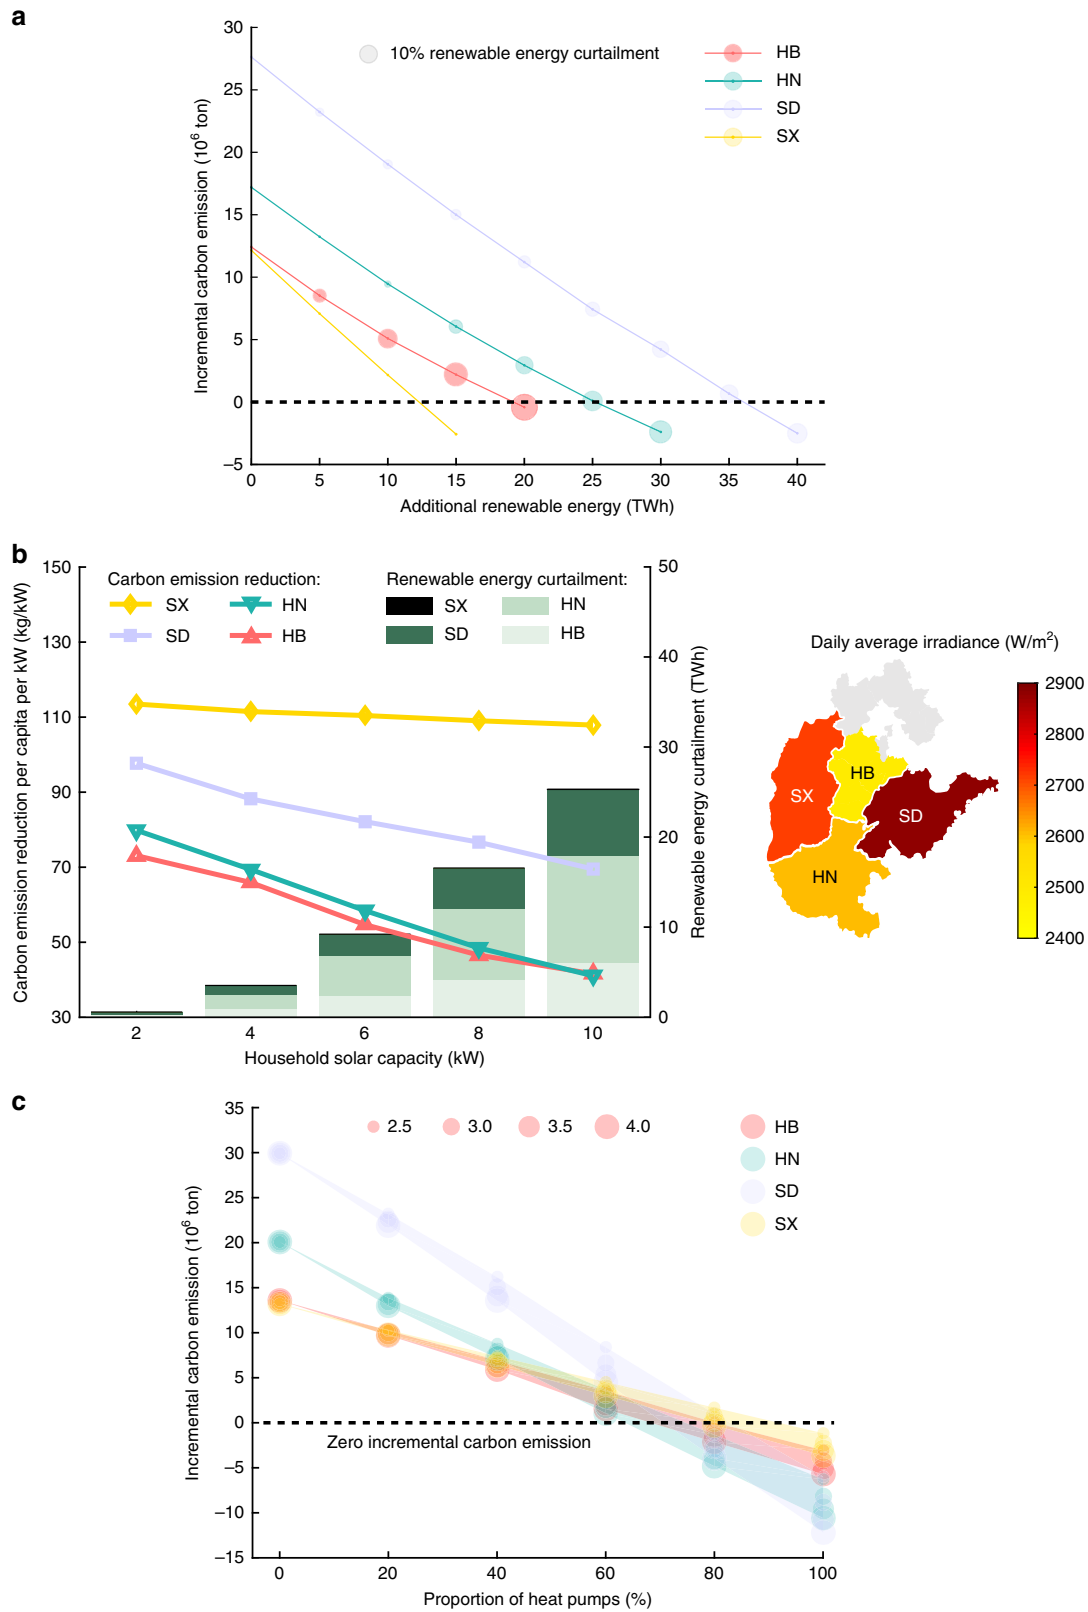 a
30
25
20
15
10
5
0
–5
Incremental carbon emission (10⁶ ton)
10% renewable energy curtailment
HB
HN
SD
SX
0 5 10 15 20 25 30 35 40
Additional renewable energy (TWh)
b
150
130
110
90
70
50
30
Carbon emission reduction per capita per kW (kg/kW)
Carbon emission reduction:
SX HN
SD HB
Renewable energy curtailment:
SX HN
SD HB
50
40
30
20
10
0
Renewable energy curtailment (TWh)
2 4 6 8 10
Household solar capacity (kW)
Daily average irradiance (W/m²)
SX
HB
SD
HN
2900
2800
2700
2600
2500
2400
c
35
30
25
20
15
10
5
0
–5
–10
–15
Incremental carbon emission (10⁶ ton)
2.5 3.0 3.5 4.0
HB
HN
SD
SX
Zero incremental carbon emission
0 20 40 60 80 100
Proportion of heat pumps (%)